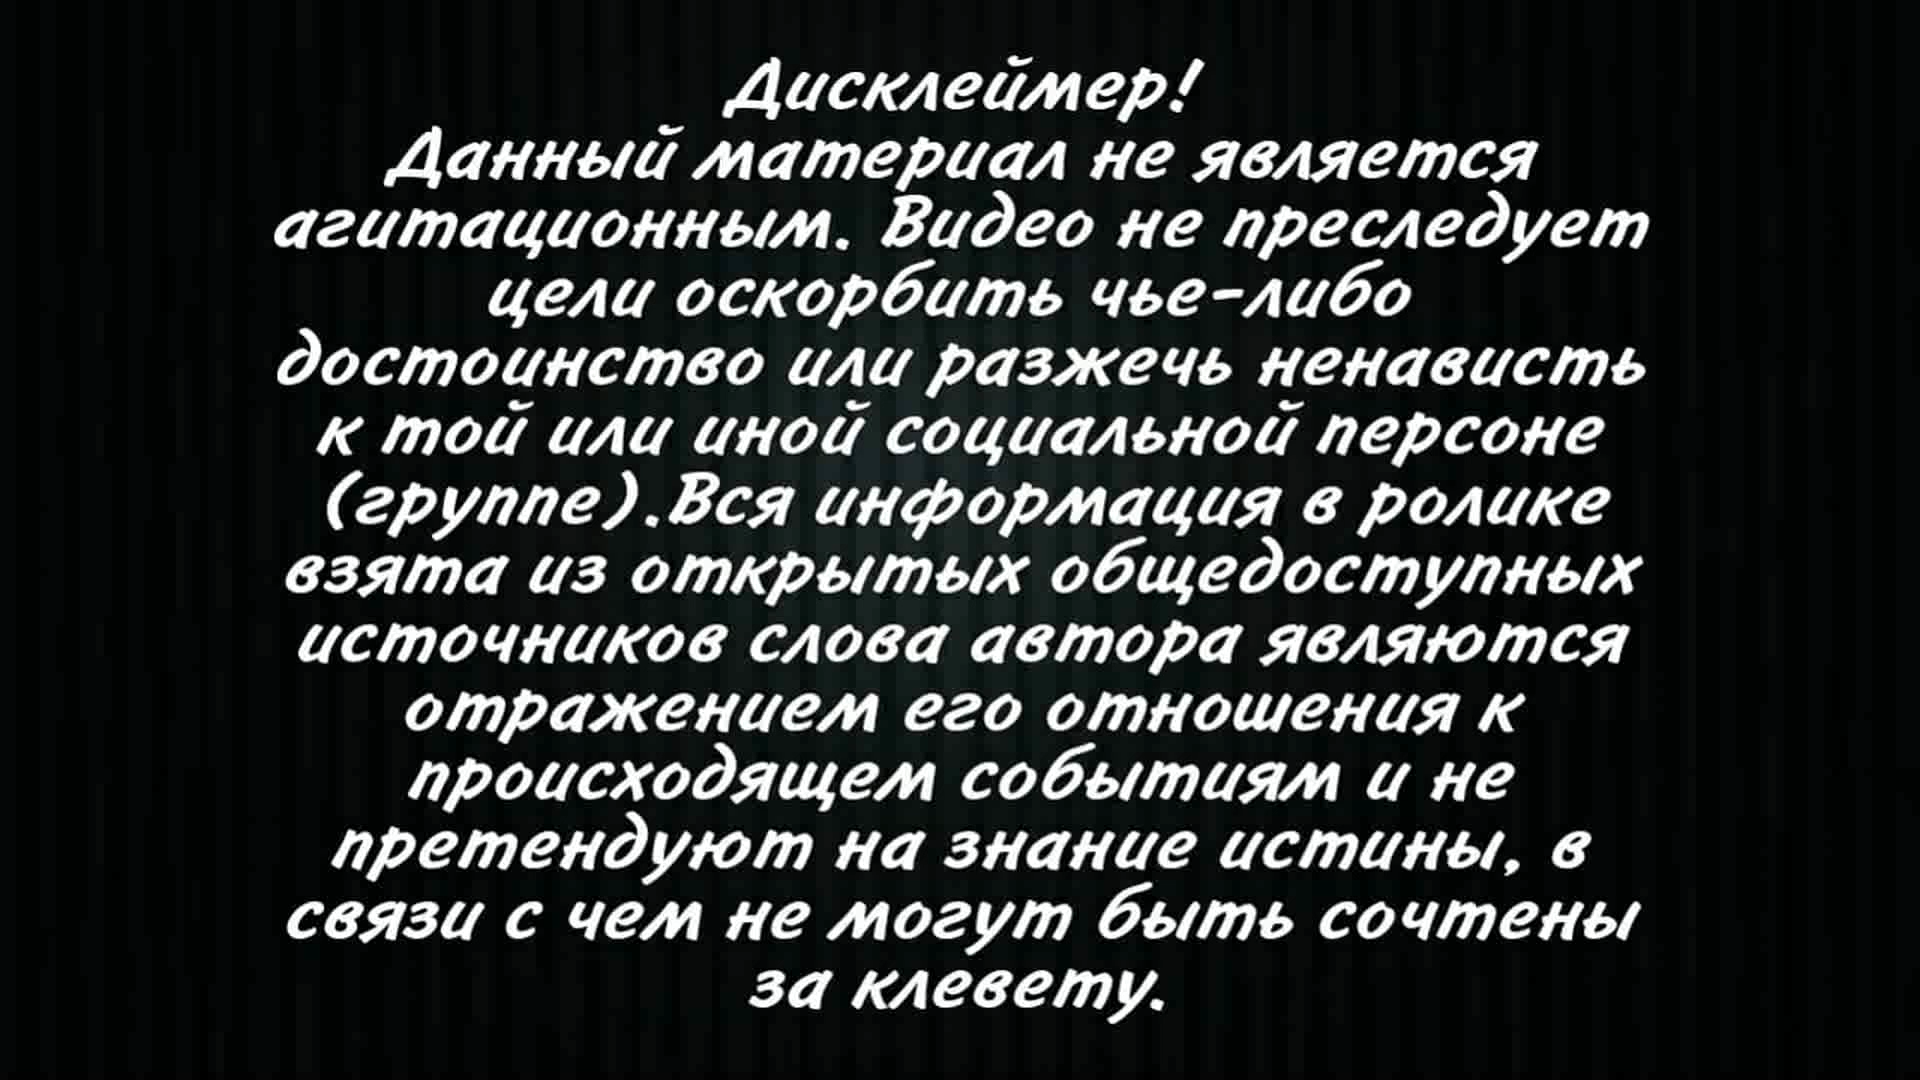 Дисклеймер!
Данный материал не является
агитационным. Видео не преследует
цели оскорбить чье-либо
достоинство или разжечь ненависть
к той или иной социальной персоне
(группе).Вся информация в ролике
взята из открытых общедоступных
источников слова автора являются
отражением его отношения к
происходящем событиям и не
претендуют на знание истины, в
связи с чем не могут быть сочтены
за клевету.